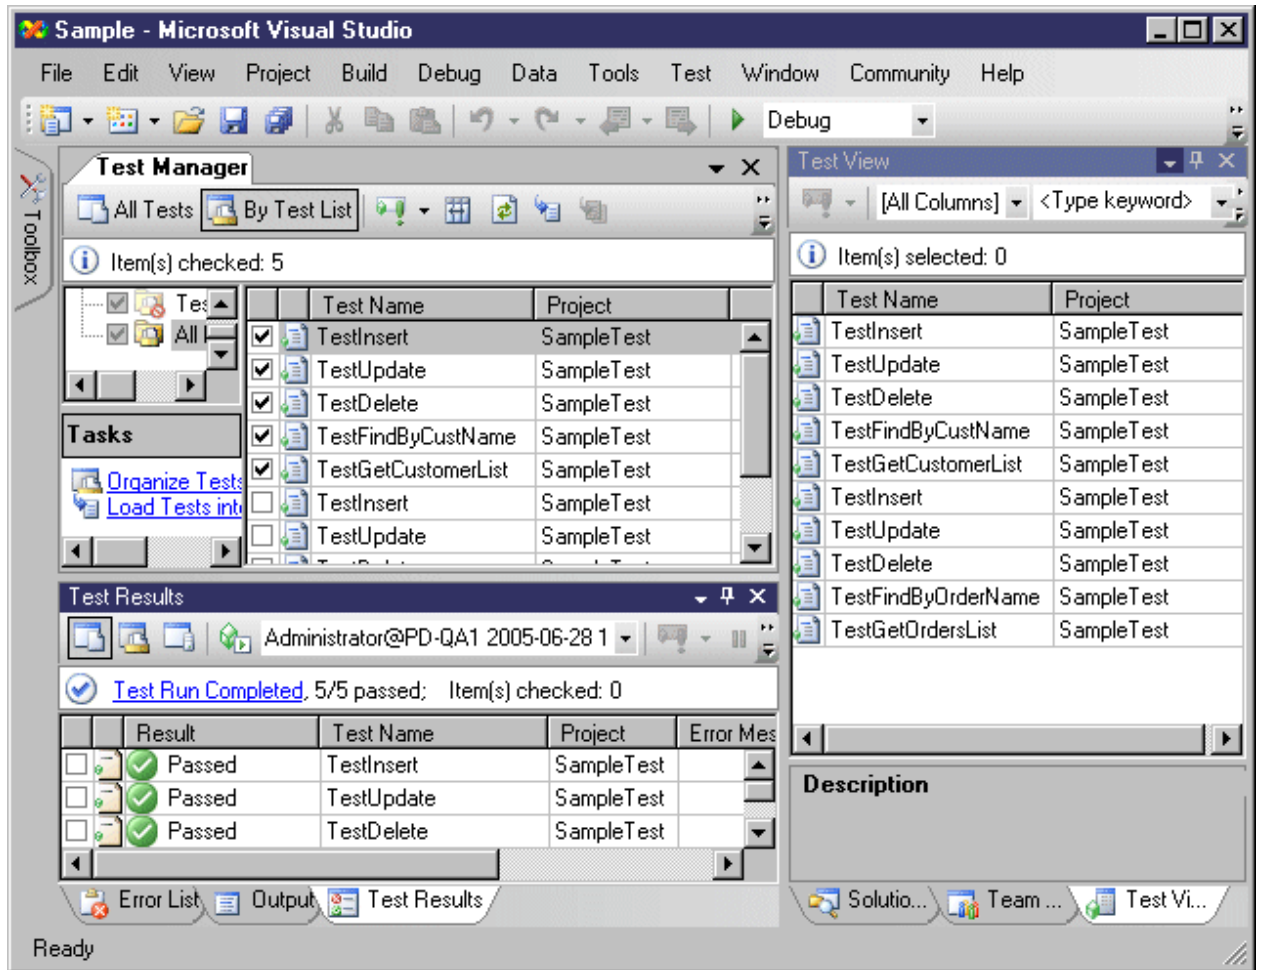 Sample - Microsoft Visual Studio
File Edit View Project Build Debug Data Tools Test Window Community Help
Debug
Toolbox
Test Manager
All Tests By Test List
Item(s) checked: 5
All
Tasks
Organize Tests
Load Tests
Test Name Project
TestInsert SampleTest
TestUpdate SampleTest
TestDelete SampleTest
TestFindByCustName SampleTest
TestGetCustomerList SampleTest
TestInsert SampleTest
TestUpdate SampleTest
Test Results
Administrator@PD-QA1 2005-06-28 1
Test Run Completed, 5/5 passed; Item(s) checked: 0
Result Test Name Project Error Mes
Passed TestInsert SampleTest
Passed TestUpdate SampleTest
Passed TestDelete SampleTest
Error List Output Test Results
Test View
[All Columns] <Type keyword>
Item(s) selected: 0
Test Name Project
TestInsert SampleTest
TestUpdate SampleTest
TestDelete SampleTest
TestFindByCustName SampleTest
TestGetCustomerList SampleTest
TestInsert SampleTest
TestUpdate SampleTest
TestDelete SampleTest
TestFindByOrderName SampleTest
TestGetOrdersList SampleTest
Description
Solutio... Team ... Test Vi...
Ready